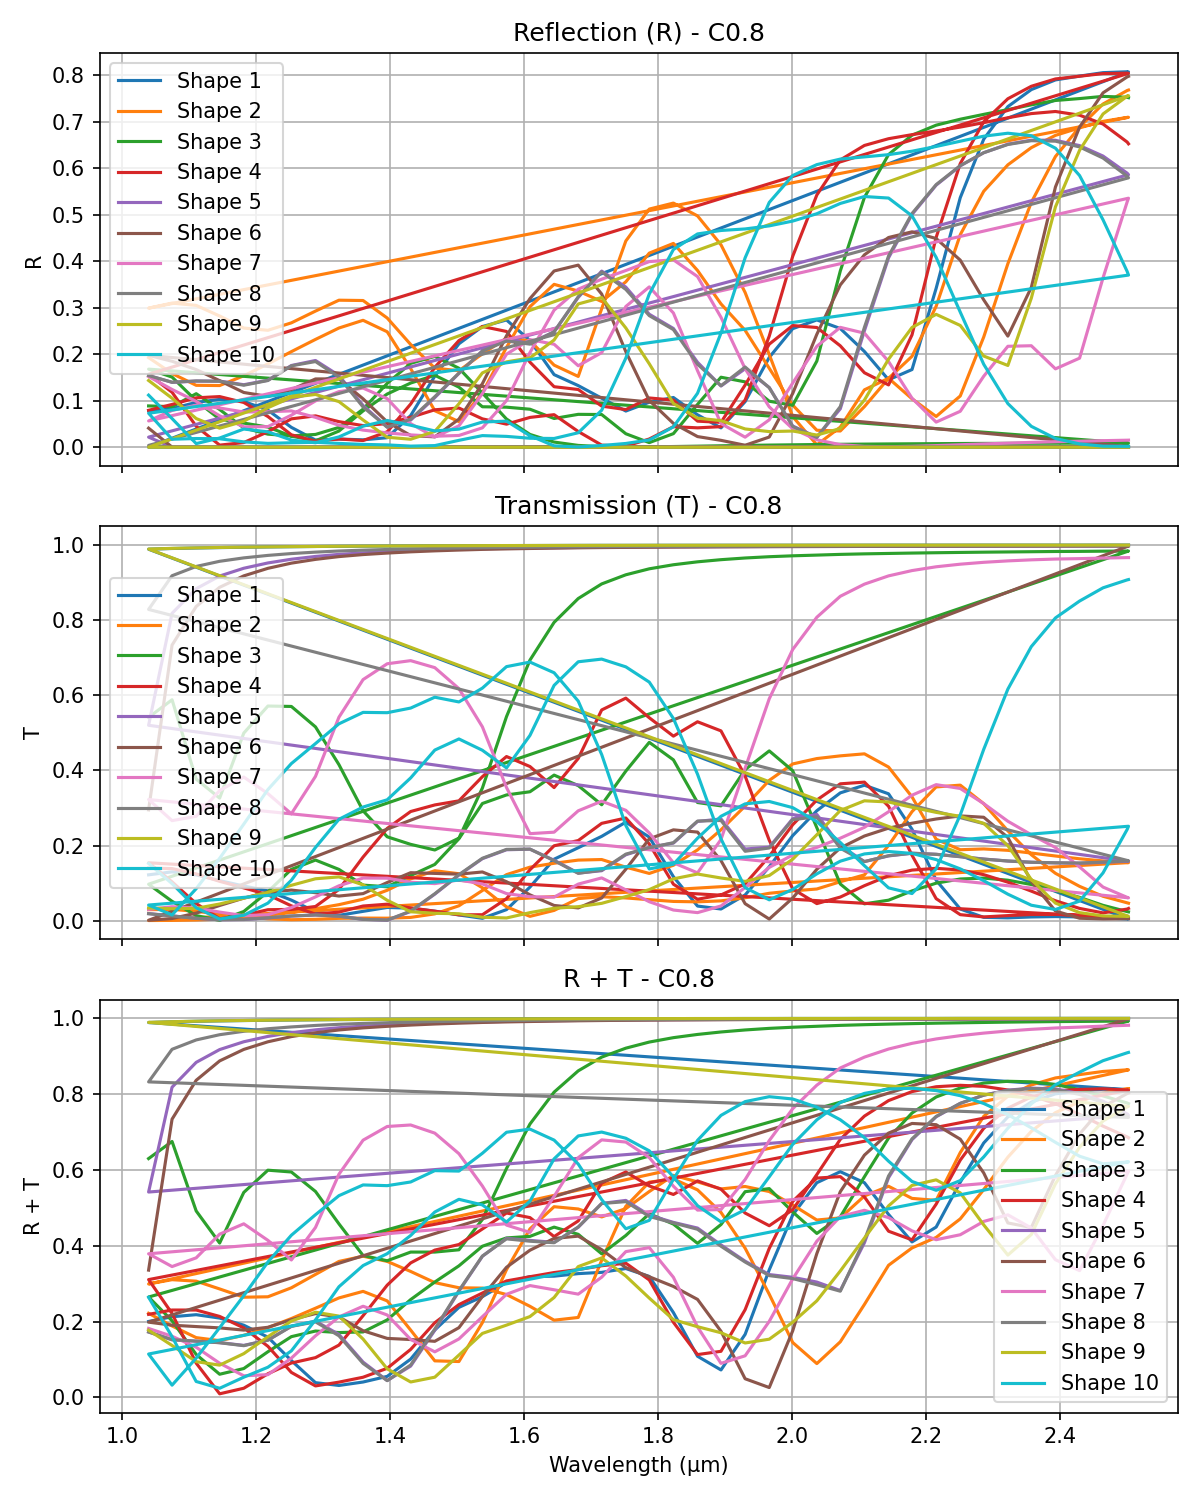 Reflection (R) - C0.8
0.8
0.7
0.6
0.5
0.4
0.3
0.2
0.1
0.0
R
Shape 1
Shape 2
Shape 3
Shape 4
Shape 5
Shape 6
Shape 7
Shape 8
Shape 9
Shape 10
Transmission (T) - C0.8
1.0
0.8
0.6
0.4
0.2
0.0
T
Shape 1
Shape 2
Shape 3
Shape 4
Shape 5
Shape 6
Shape 7
Shape 8
Shape 9
Shape 10
R + T - C0.8
1.0
0.8
0.6
0.4
0.2
0.0
R + T
Shape 1
Shape 2
Shape 3
Shape 4
Shape 5
Shape 6
Shape 7
Shape 8
Shape 9
Shape 10
1.0 1.2 1.4 1.6 1.8 2.0 2.2 2.4
Wavelength (μm)